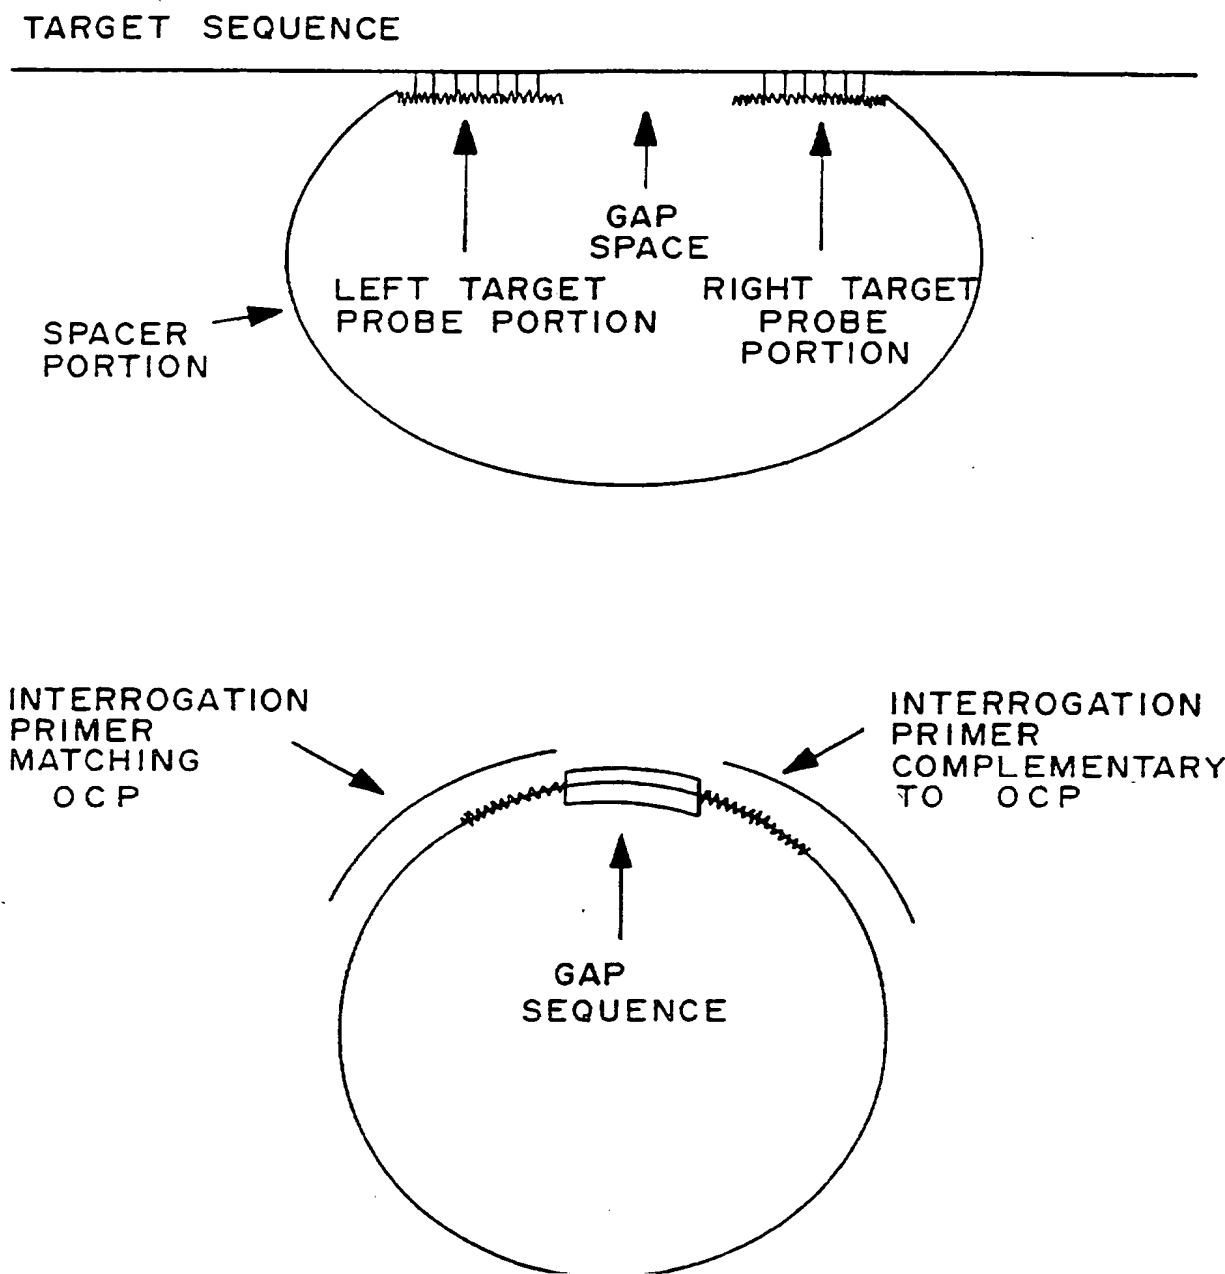 TARGET SEQUENCE
GAP
SPACE
LEFT TARGET
PROBE PORTION
RIGHT TARGET
PROBE
PORTION
SPACER
PORTION
INTERROGATION
PRIMER
MATCHING
OCP
INTERROGATION
PRIMER
COMPLEMENTARY
TO OCP
GAP
SEQUENCE